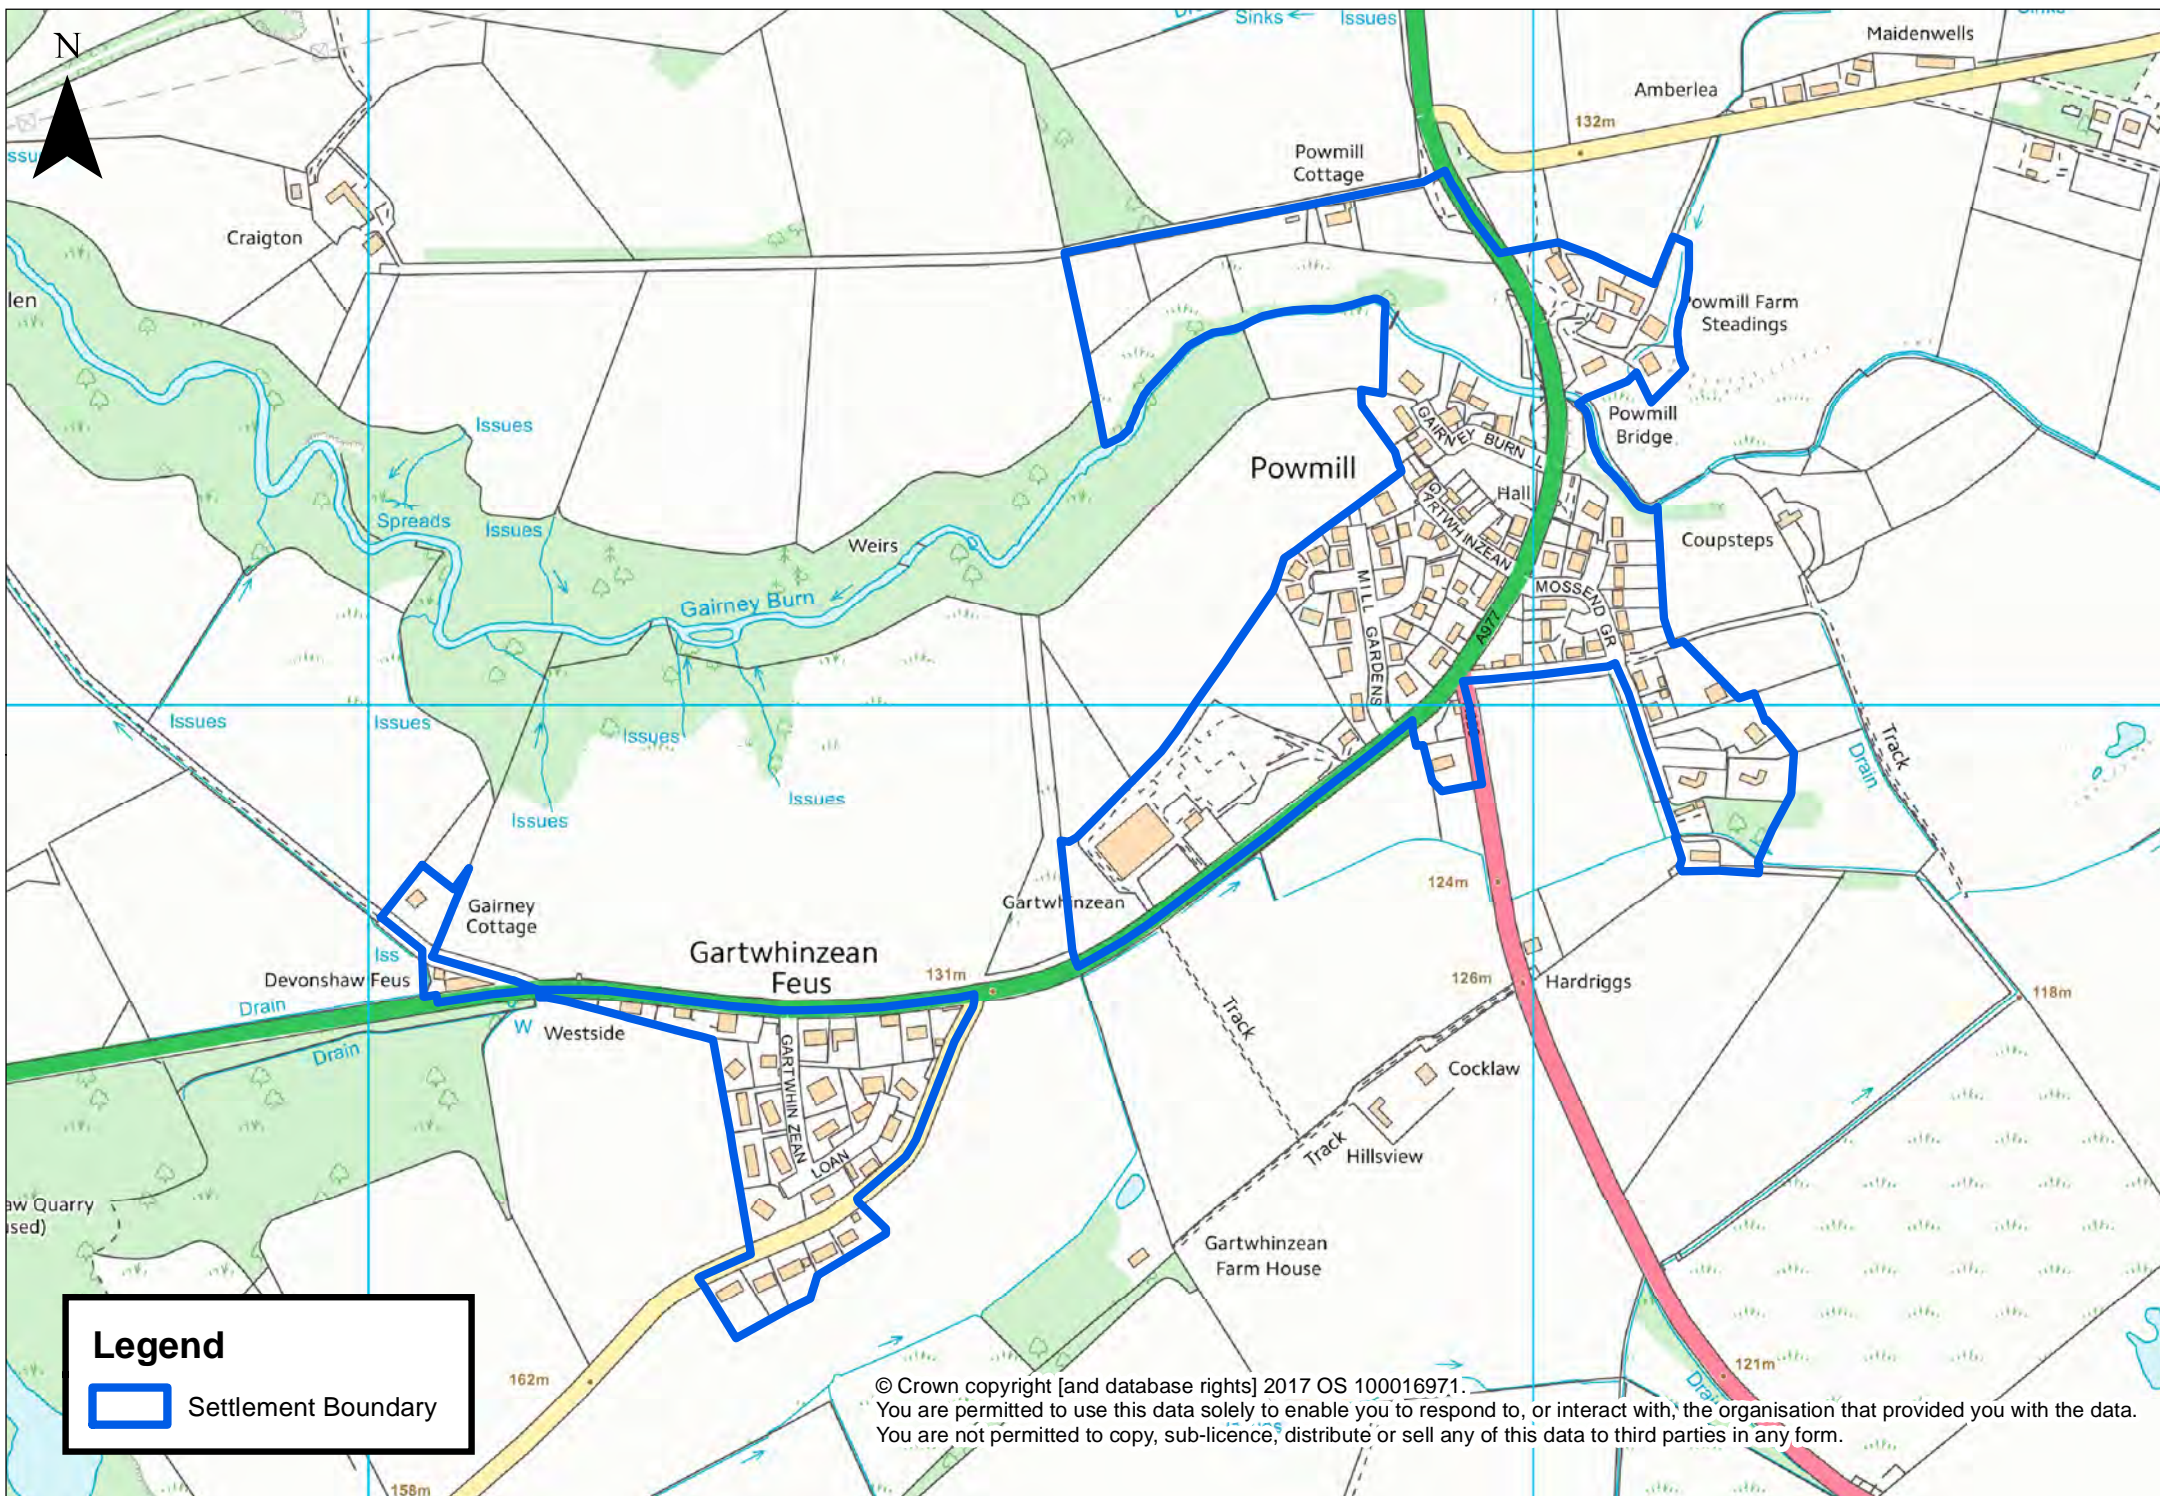 N
Sinks
Issues
Maidenwells
Amberlea
132m
Powmill
Cottage
Craigton
Powmill Farm
Steadings
Powmill
Bridge
GAIRNEY BURN L
Powmill
Issues
Hall
GARTWHINZEAN
Spreads
Issues
Weirs
Coupsteps
Gairney Burn
MILL GARDENS
MOSSEND GR
A977
Issues
Issues
Issues
Track
Drain
Issues
Issues
124m
Gartwhinzean
Gairney
Cottage
Iss
Gartwhinzean
Feus
131m
126m
Hardriggs
Devonshaw Feus
118m
Drain
W
Westside
Track
Drain
GARTWHINZEAN
LOAN
Cocklaw
Track
Hillsview
aw Quarry
ised)
Gartwhinzean
Farm House
Legend
Settlement Boundary
162m
121m
Drain
158m
© Crown copyright [and database rights] 2017 OS 100016971.
You are permitted to use this data solely to enable you to respond to, or interact with, the organisation that provided you with the data.
You are not permitted to copy, sub-licence, distribute or sell any of this data to third parties in any form.